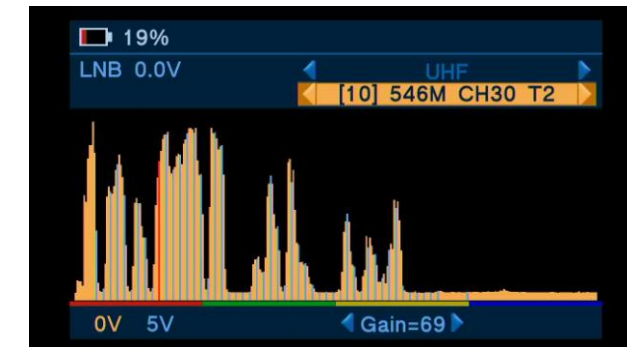 19%
LNB 0.0V
UHF
[10] 546M CH30 T2
0V 5V Gain=69